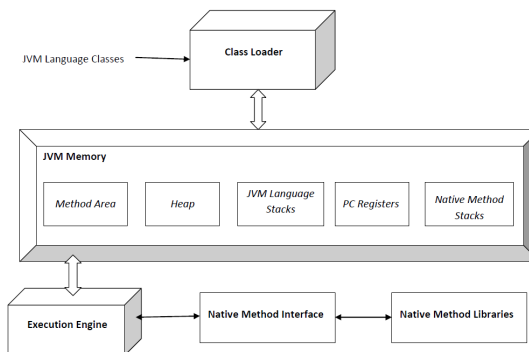 Class Loader
JVM Language Classes
JVM Memory
Method Area
Heap
JVM Language
Stacks
PC Registers
Native Method
Stacks
Execution Engine
Native Method Interface
Native Method Libraries